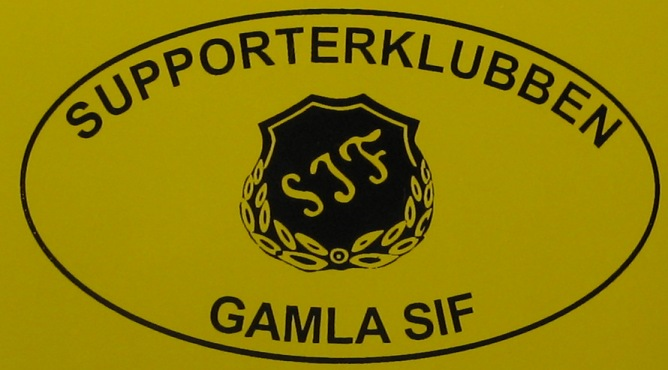 SUPPORTERKLUBBEN
SIF
GAMLA SIF